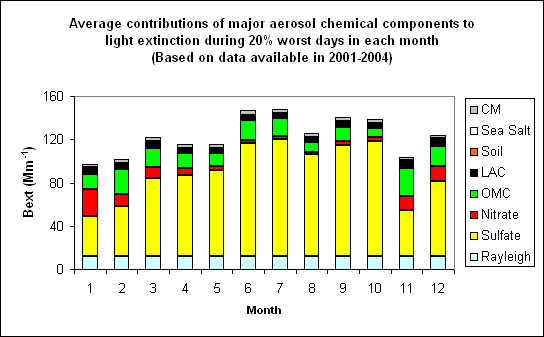 Average contributions of major aerosol chemical components to
light extinction during 20% worst days in each month
(Based on data available in 2001-2004)
160
120
80
40
0
Bext (Mm-1)
1 2 3 4 5 6 7 8 9 10 11 12
Month
CM
Sea Salt
Soil
LAC
OMC
Nitrate
Sulfate
Rayleigh